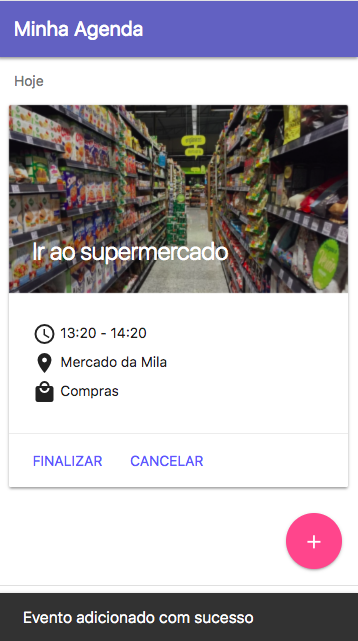 Minha Agenda
Hoje
Ir ao supermercado
13:20 - 14:20
Mercado da Mila
Compras
FINALIZAR CANCELAR
Evento adicionado com sucesso